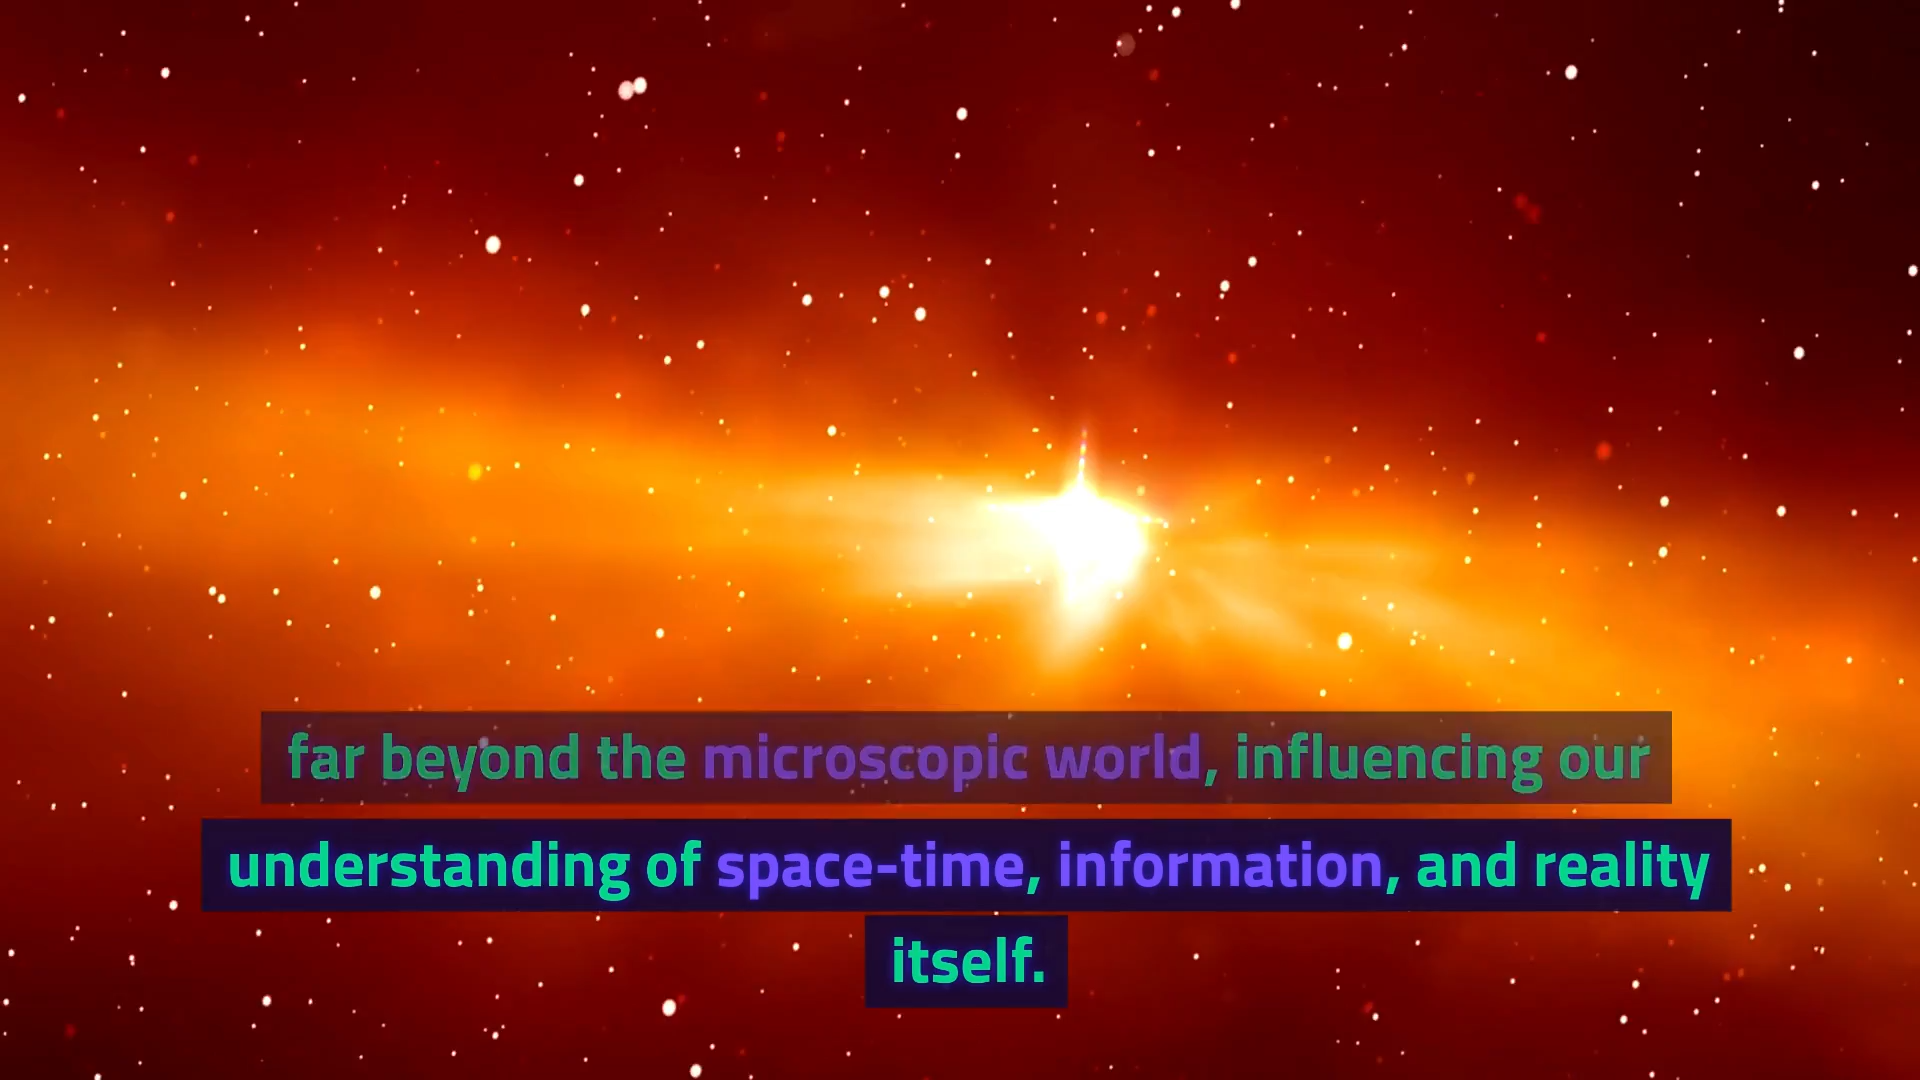 far beyond the microscopic world, influencing our
understanding of space-time, information, and reality
itself.